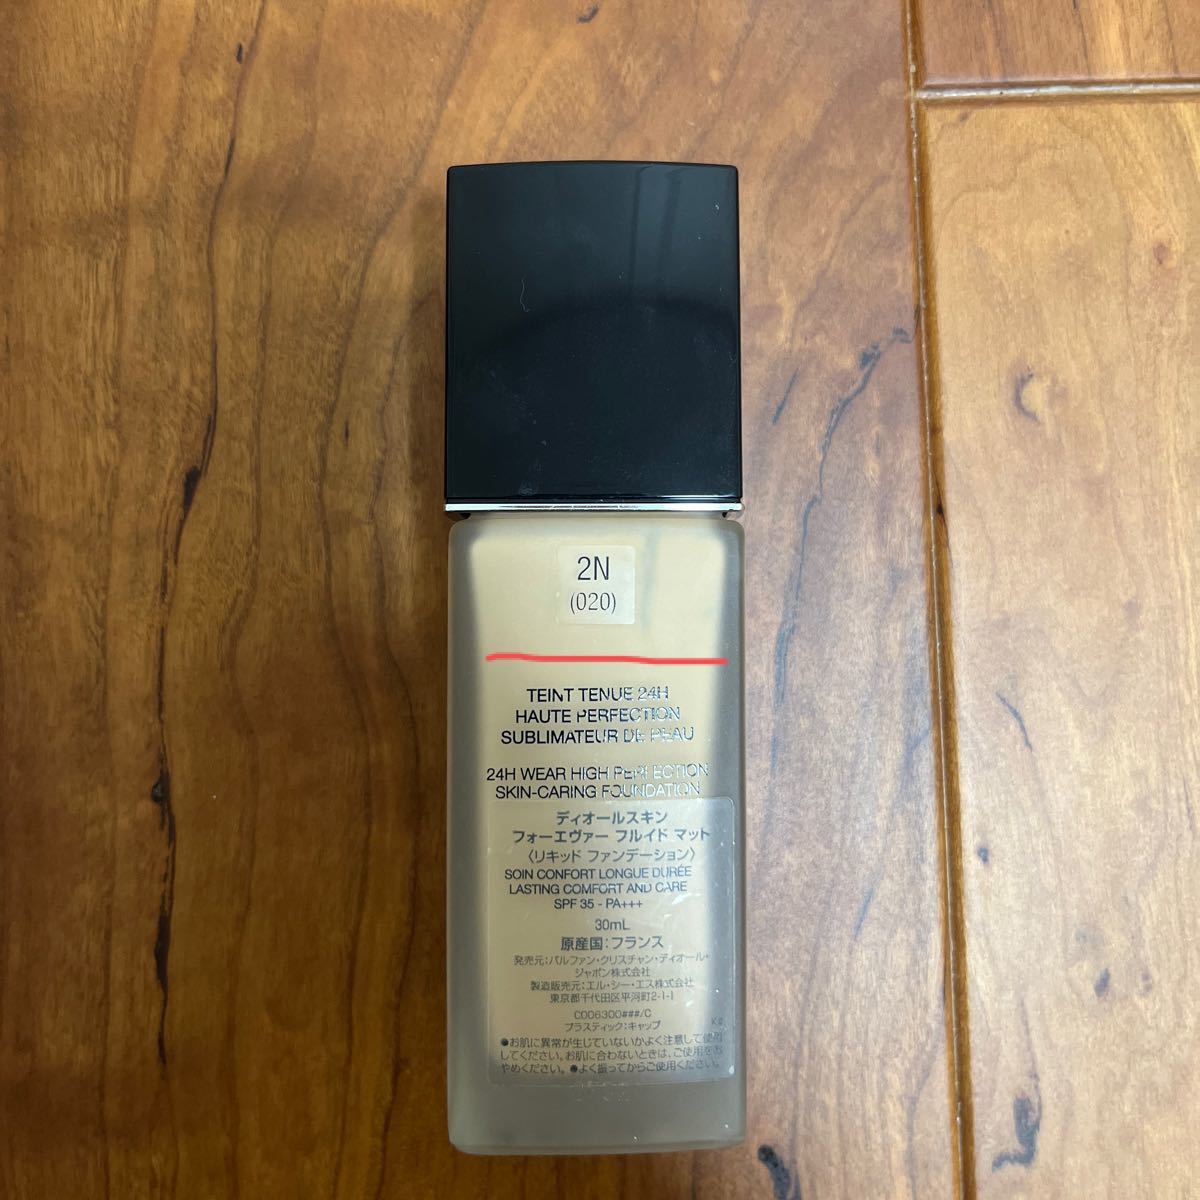 2N
(020)
TEINT TENUE 24H
HAUTE PERFECTION
SUBLIMATEUR DE PEAU
24H WEAR HIGH PERFECTION
SKIN-CARING FOUNDATION
ディオールスキン
フォーエヴァー フルイド マット
〈リキッド ファンデーション〉
SOIN CONFORT LONGUE DURÉE
LASTING COMFORT AND CARE
SPF 35 - PA+++
30mL
原産国：フランス
発売元：パルファン・クリスチャン・ディオール・
ジャポン株式会社
製造販売元：エル・シー・エス株式会社
東京都千代田区平河町2-1-1
C006300###/C
プラスティック：キャップ
●お肌に異常が生じていないかよく注意して使用
してください。お肌に合わないときは、ご使用をお
やめください。●よく振ってからご使用ください。